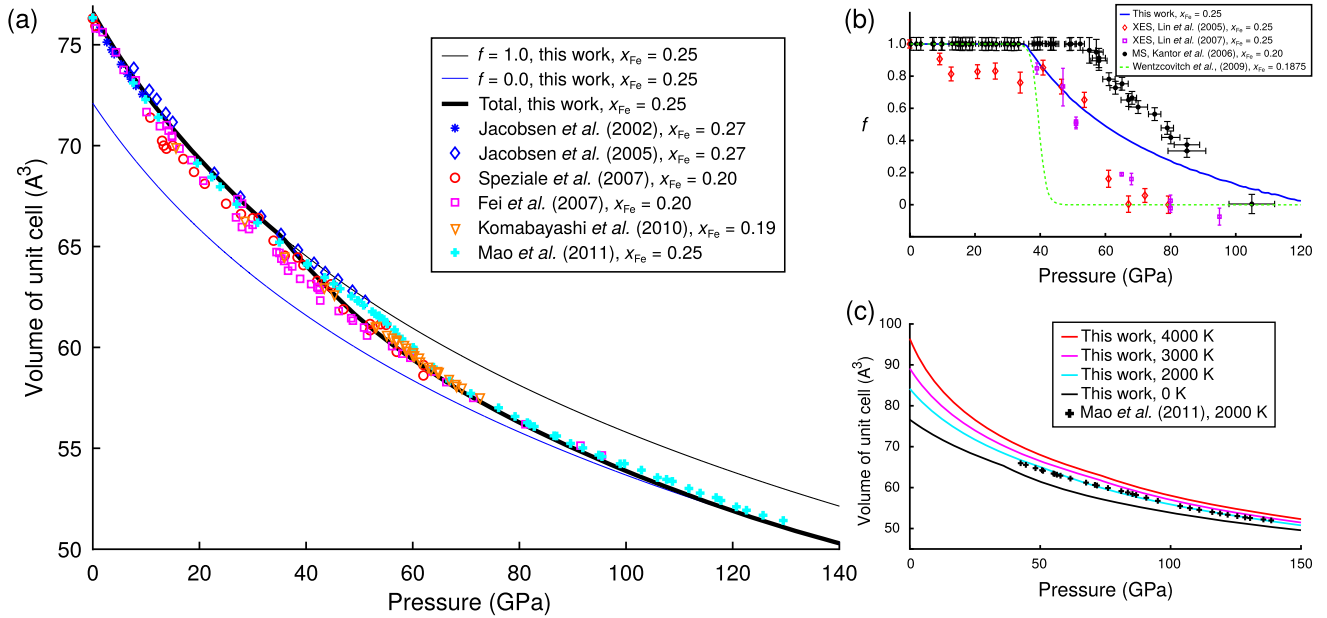 (a)
Volume of unit cell (A³)
75
70
65
60
55
50
0
20
40
60
80
100
120
140
Pressure (GPa)
f = 1.0, this work, xFe = 0.25
f = 0.0, this work, xFe = 0.25
Total, this work, xFe = 0.25
Jacobsen et al. (2002), xFe = 0.27
Jacobsen et al. (2005), xFe = 0.27
Speziale et al. (2007), xFe = 0.20
Fei et al. (2007), xFe = 0.20
Komabayashi et al. (2010), xFe = 0.19
Mao et al. (2011), xFe = 0.25
(b)
f
1.0
0.8
0.6
0.4
0.2
0
0
20
40
60
80
100
120
Pressure (GPa)
This work, xFe = 0.25
XES, Lin et al. (2005), xFe = 0.25
XES, Lin et al. (2007), xFe = 0.25
MS, Kantor et al. (2006), xFe = 0.20
Wentzcovitch et al., (2009), xFe = 0.1875
(c)
Volume of unit cell (A³)
100
90
80
70
60
50
0
50
100
150
Pressure (GPa)
This work, 4000 K
This work, 3000 K
This work, 2000 K
This work, 0 K
Mao et al. (2011), 2000 K